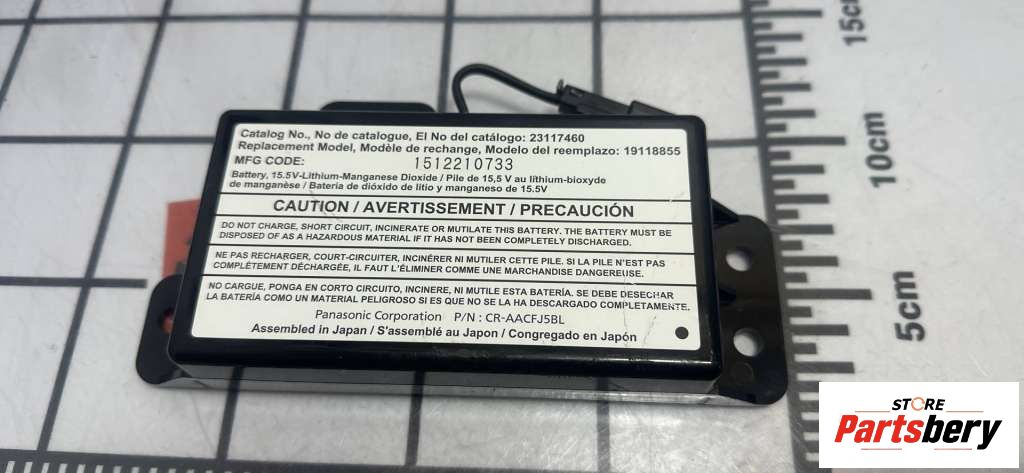 Catalog No., No de catalogue, El No del catálogo: 23117460
Replacement Model, Modèle de rechange, Modelo del reemplazo: 19118855
MFG CODE: 1512210733
Battery, 15.5V-Lithium-Manganese Dioxide / Pile de 15,5 V au lîthium-bioxyde
de manganèse / Batería de dióxido de litio y manganeso de 15.5V
CAUTION / AVERTISSEMENT / PRECAUCIÓN
DO NOT CHARGE, SHORT CIRCUIT, INCINERATE OR MUTILATE THIS BATTERY. THE BATTERY MUST BE
DISPOSED OF AS A HAZARDOUS MATERIAL IF IT HAS NOT BEEN COMPLETELY DISCHARGED.
NE PAS RECHARGER, COURT-CIRCUITER, INCINÉRER NI MUTILER CETTE PILE. SI LA PILE N'EST PAS
COMPLÈTEMENT DÉCHARGÉE, IL FAUT L'ÉLIMINER COMME UNE MARCHANDISE DANGEREUSE.
NO CARGUE, PONGA EN CORTO CIRCUITO, INCINERE, NI MUTILE ESTA BATERÍA. SE DEBE DESECHAR
LA BATERÍA COMO UN MATERIAL PELIGROSO SI ES QUE NO SE LA HA DESCARGADO COMPLETAMENTE.
Panasonic Corporation P/N : CR-AACFJ5BL
Assembled in Japan / S'assemblé au Japon / Congregado en Japón
15cm
10cm
5cm
STORE
Partsbery